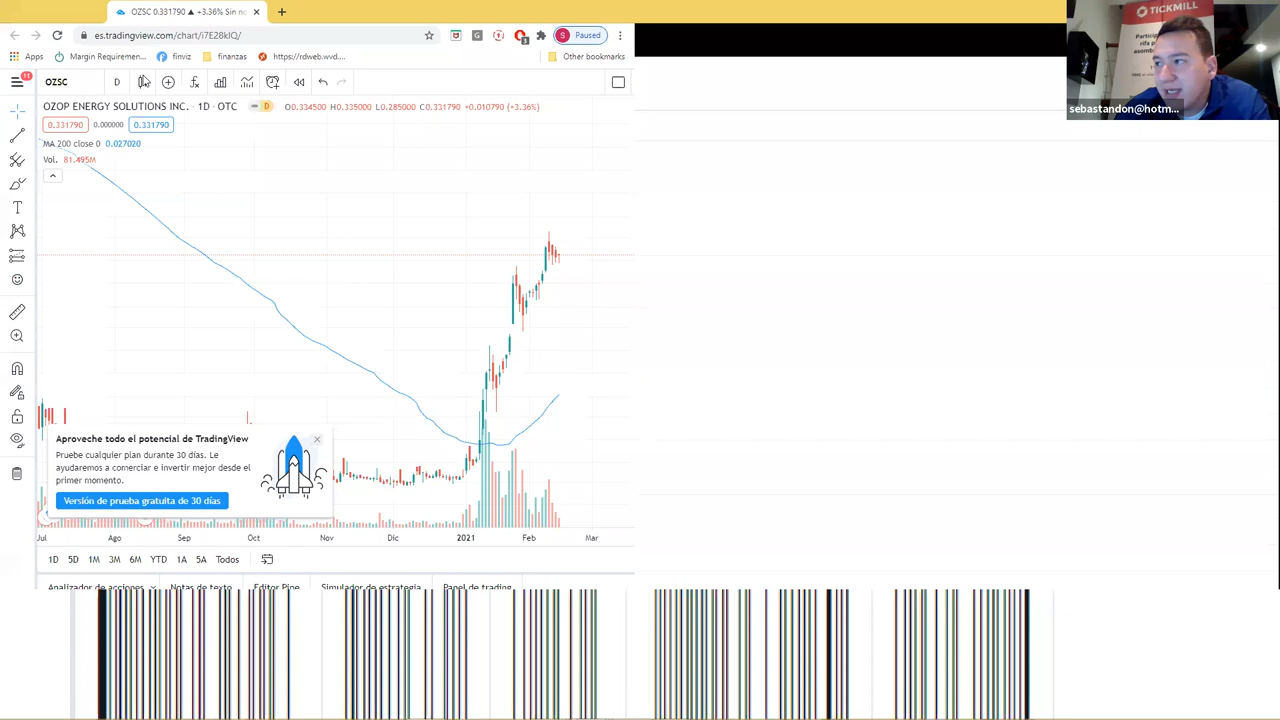 OZSC 0.331790 ▲ +3.36% Sin no
es.tradingview.com/chart/i7E28kIQ/
Paused
Apps
Margin Requiremen...
finviz
finanzas
https://rdweb.wvd....
Other bookmarks
11
OZSC
D
OZOP ENERGY SOLUTIONS INC. · 1D · OTC
D
O0.334500 H0.335000 L0.285000 C0.331790 +0.010790 (+3.36%)
0.331790
0.000000
0.331790
MA 200 close 0 0.027020
Vol. 81.495M
Aproveche todo el potencial de TradingView
Pruebe cualquier plan durante 30 días. Le
ayudaremos a comerciar e invertir mejor desde el
primer momento.
Versión de prueba gratuita de 30 días
Jul
Ago
Sep
Oct
Nov
Dic
2021
Feb
Mar
1D 5D 1M 3M 6M YTD 1A 5A Todos
Analizador de acciones
Notas de texto
Editor Pine
Simulador de estrategia
Panel de trading
TICKMILL
Particip
rifa p
asomb
sebastandon@hotm...